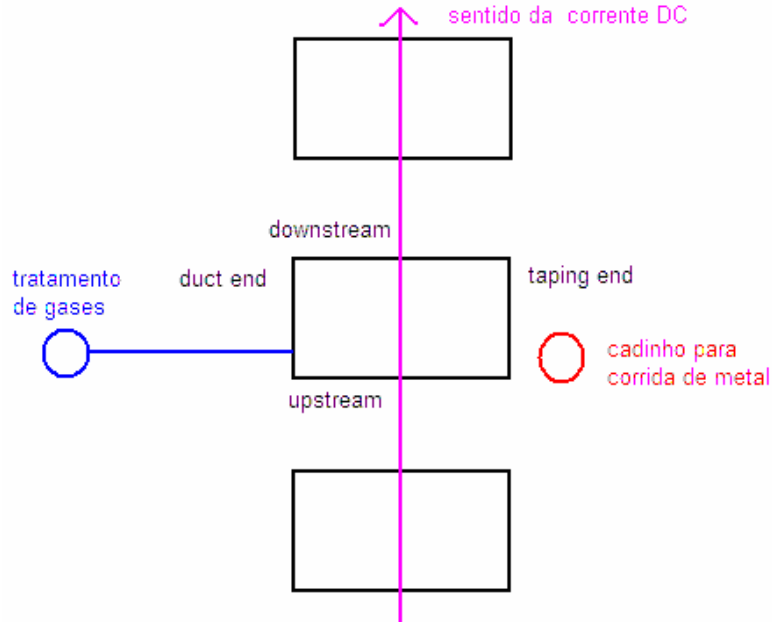 sentido da corrente DC
downstream
tratamento
de gases
duct end
taping end
cadinho para
corrida de metal
upstream